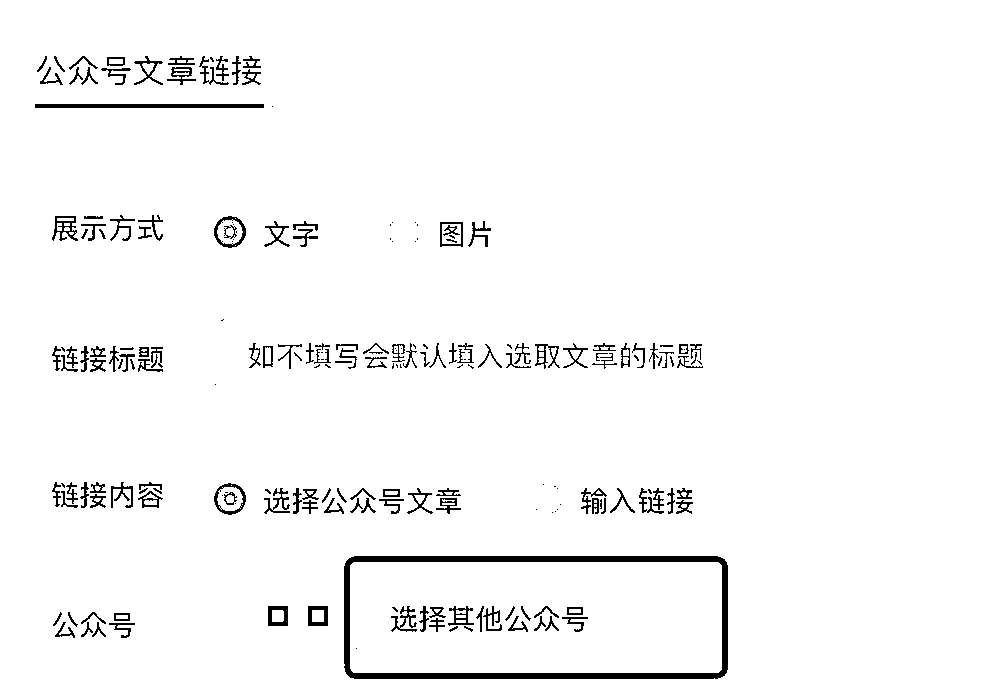 公众号文章链接
展示方式 文字 图片
链接标题 如不填写会默认填入选取文章的标题
链接内容 选择公众号文章 输入链接
公众号 选择其他公众号